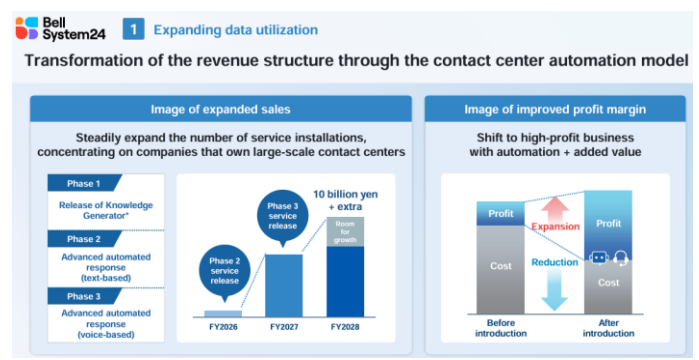 Bell
System24
1 Expanding data utilization
Transformation of the revenue structure through the contact center automation model
Image of expanded sales
Steadily expand the number of service installations,
concentrating on companies that own large-scale contact centers
Phase 1
Release of Knowledge
Generator*
Phase 2
Advanced automated
response
(text-based)
Phase 3
Advanced automated
response
(voice-based)
Phase 2
service
release
Phase 3
service
release
10 billion yen
+ extra
Room
for
growth
FY2026
FY2027
FY2028
Image of improved profit margin
Shift to high-profit business
with automation + added value
Profit
Cost
Expansion
Reduction
Profit
Cost
Before
introduction
After
introduction